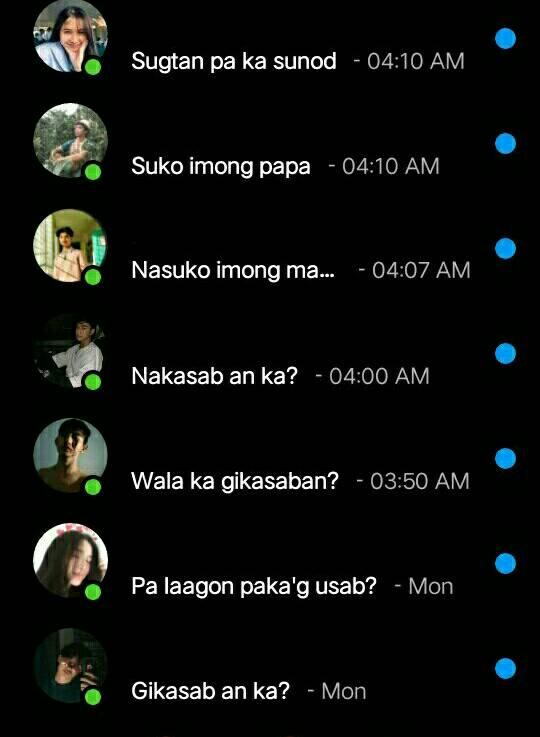 Sugtan pa ka sunod - 04:10 AM
Suko imong papa - 04:10 AM
Nasuko imong ma... - 04:07 AM
Nakasab an ka? - 04:00 AM
Wala ka gikasaban? - 03:50 AM
Pa laagon paka'g usab? - Mon
Gikasab an ka? - Mon